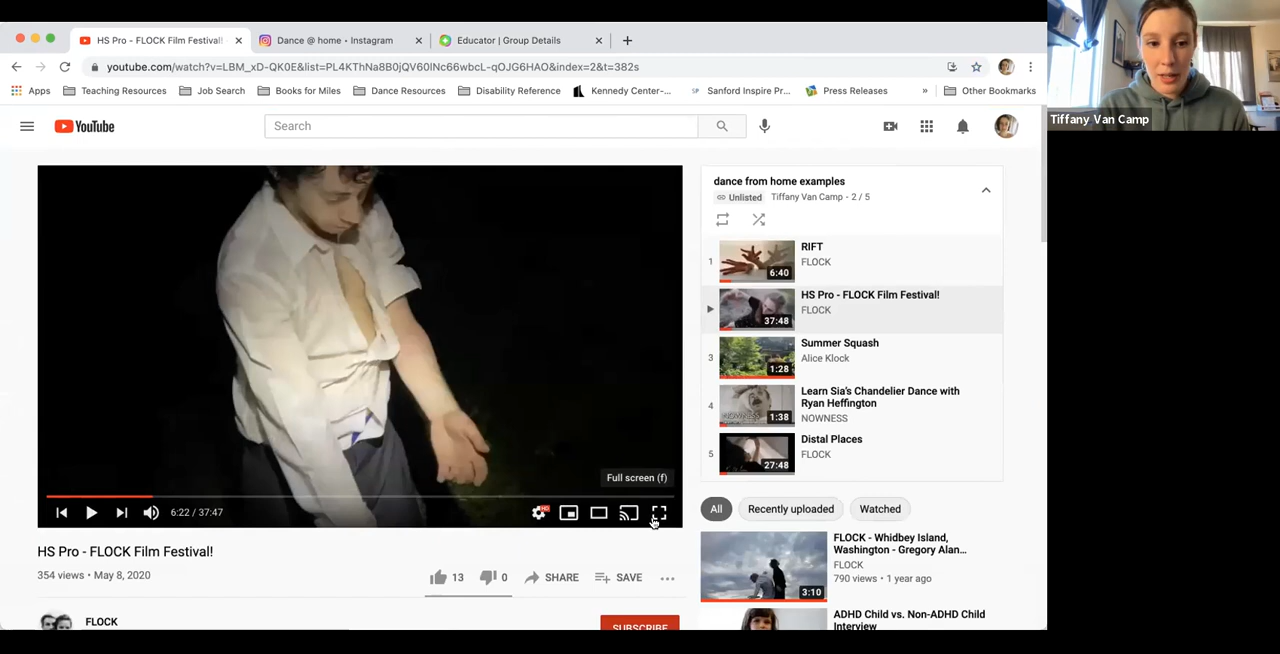 HS Pro - FLOCK Film Festival!
Dance @ home • Instagram
Educator | Group Details
youtube.com/watch?v=LBM_xD-QK0E&list=PL4KThNa8B0jQV60lNc66wbcL-qOJG6HAO&index=2&t=382s
Apps Teaching Resources Job Search Books for Miles Dance Resources Disability Reference Kennedy Center-... SP Sanford Inspire Pr... Press Releases » Other Bookmarks
Tiffany Van Camp
YouTube
Search
dance from home examples
Unlisted Tiffany Van Camp - 2 / 5
1
RIFT
FLOCK
6:40
HS Pro - FLOCK Film Festival!
FLOCK
37:48
3
Summer Squash
Alice Klock
1:28
4
Learn Sia's Chandelier Dance with
Ryan Heffington
NOWNESS
1:38
5
Distal Places
FLOCK
27:48
Full screen (f)
6:22 / 37:47
HD
All Recently uploaded Watched
HS Pro - FLOCK Film Festival!
354 views • May 8, 2020
13 0 SHARE SAVE
FLOCK
SUBSCRIBE
FLOCK - Whidbey Island,
Washington - Gregory Alan...
FLOCK
790 views • 1 year ago
3:10
ADHD Child vs. Non-ADHD Child
Interview